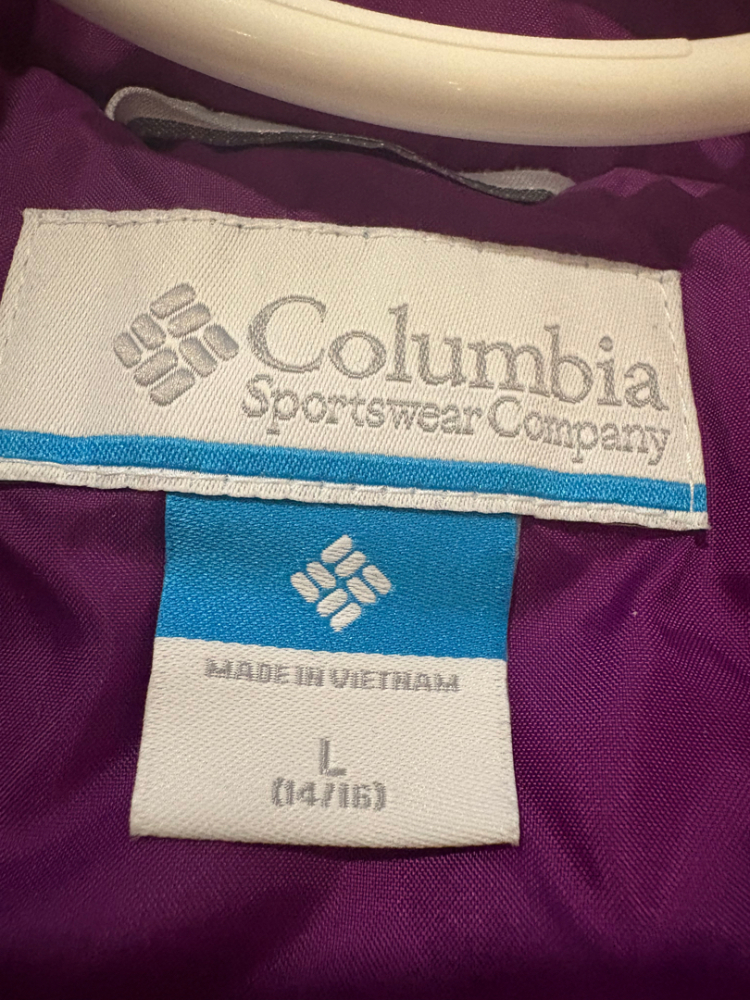 Columbia
Sportswear Company
MADE IN VIETNAM
L
(14/16)